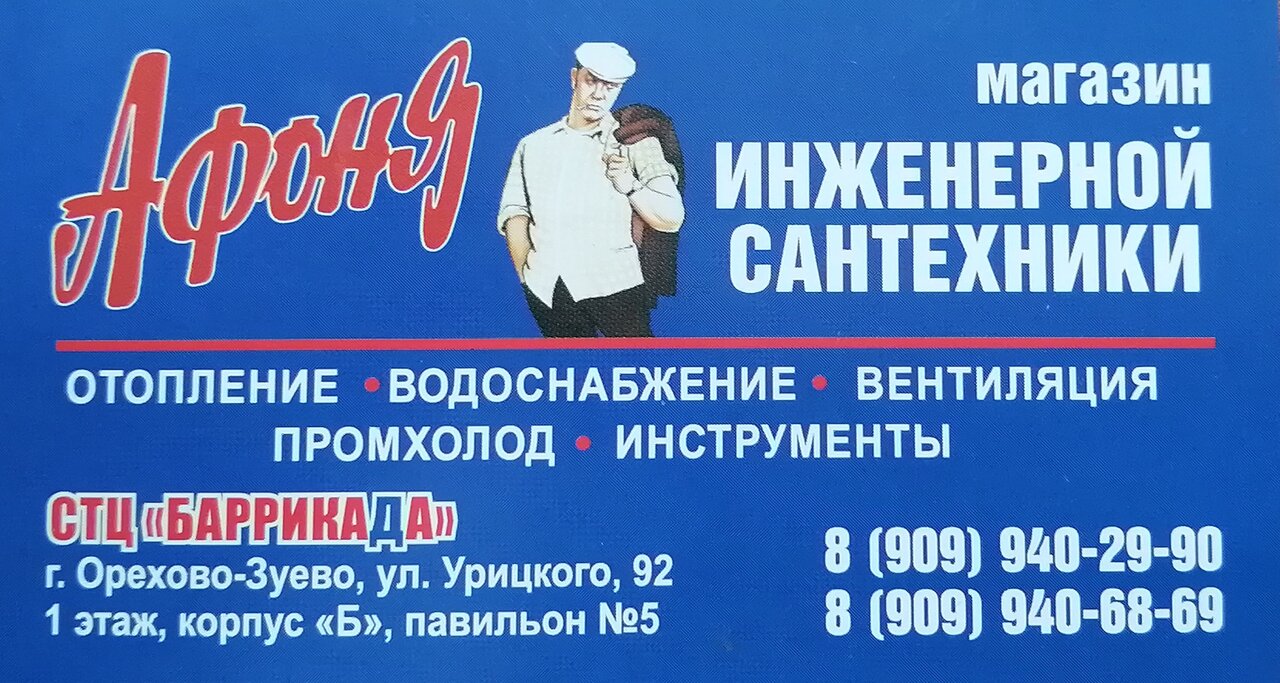 Афоня
магазин
ИНЖЕНЕРНОЙ
САНТЕХНИКИ
ОТОПЛЕНИЕ • ВОДОСНАБЖЕНИЕ • ВЕНТИЛЯЦИЯ
ПРОМХОЛОД • ИНСТРУМЕНТЫ
СТЦ «БАРРИКАДА»
г. Орехово-Зуево, ул. Урицкого, 92
1 этаж, корпус «Б», павильон №5
8 (909) 940-29-90
8 (909) 940-68-69